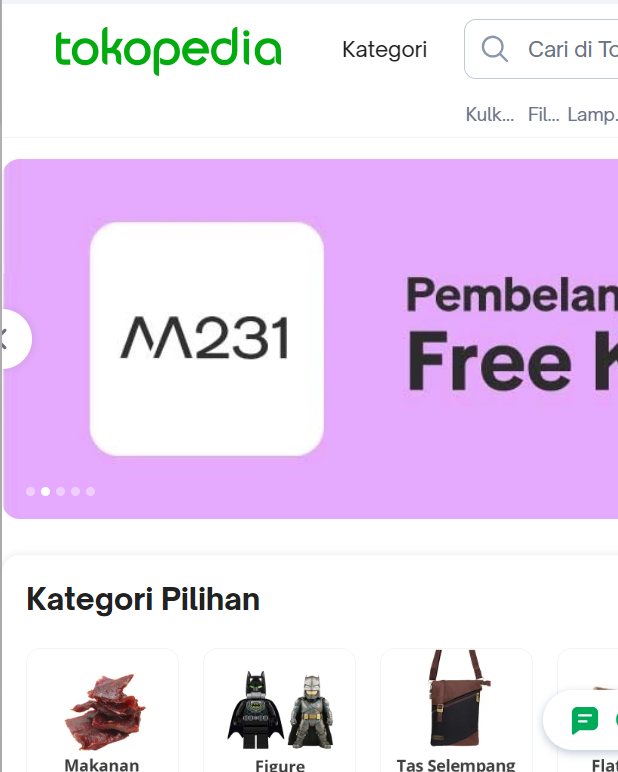 tokopedia
Kategori
Cari di To
Kulk... Fil... Lamp.
M231
Pembelan
Free K
Kategori Pilihan
Makanan
Figure
Tas Selempang
Flat